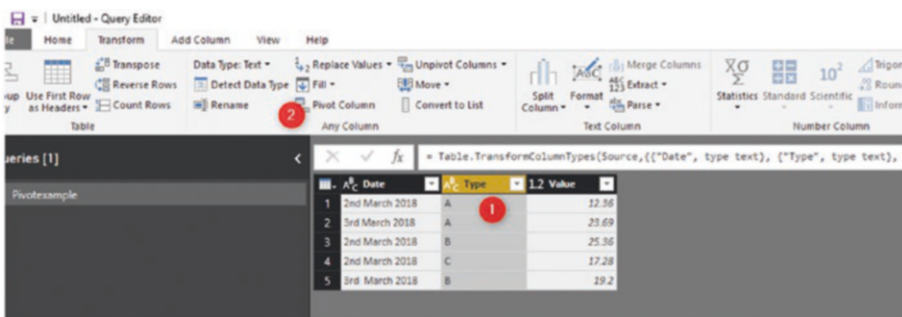 Untitled - Query Editor
Home Transform Add Column View Help
Transpose
Reverse Rows
Count Rows
Use First Row
as Headers
Table
Data Type: Text
Detect Data Type
Rename
Replace Values
Fill
Pivot Column
Unpivot Columns
Move
Convert to List
2
Any Column
Split
Column
Format
Merge Columns
Extract
Parse
Text Column
Statistics Standard Scientific
10²
Number Column
ueries [1]
Pivotexample
fx = Table.TransformColumnTypes(Source,{{"Date", type text}, {"Type", type text},
Date Type 1.2 Value
1 2nd March 2018 A 12.36
2 3rd March 2018 A 23.69
3 2nd March 2018 B 25.36
4 2nd March 2018 C 17.28
5 3rd March 2018 B 19.2
1